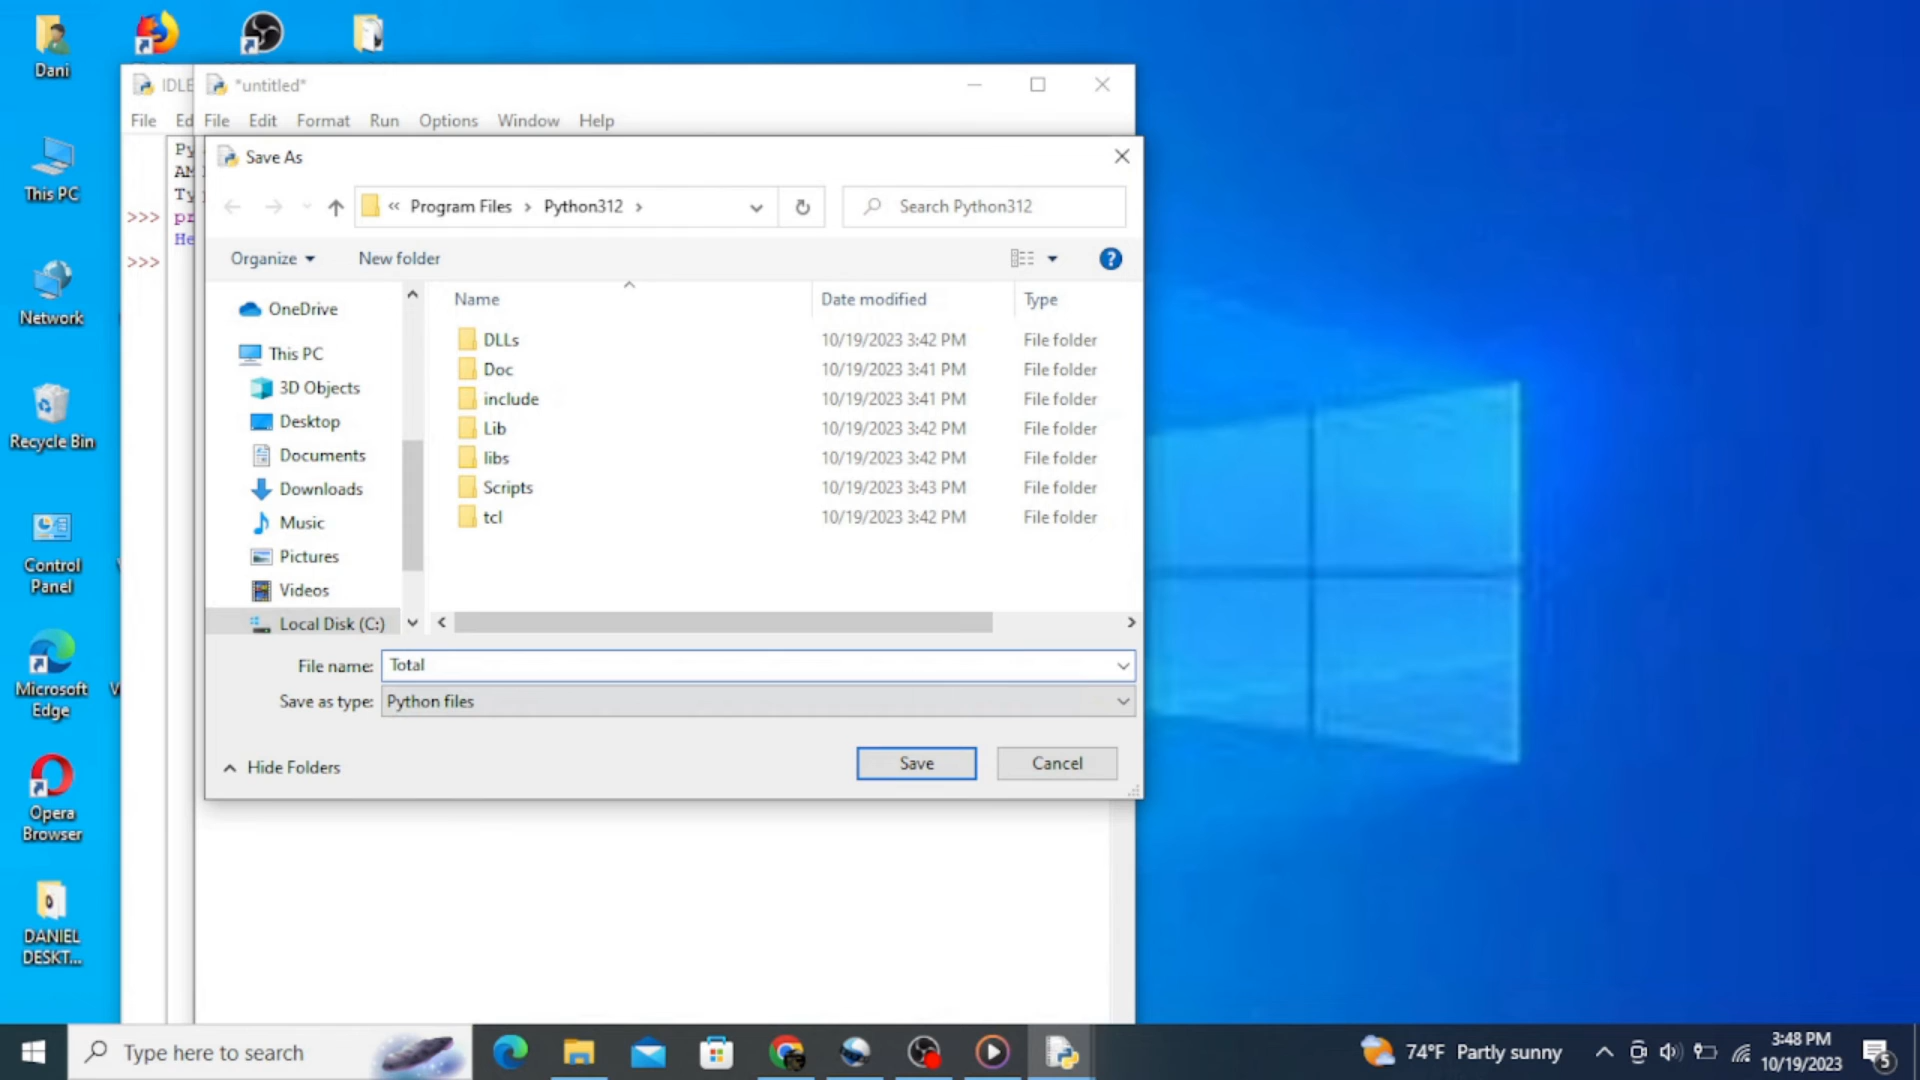 Dani
This PC
Network
Recycle Bin
Control
Panel
Microsoft
Edge
Opera
Browser
DANIEL
DESKT...
IDLE
File Ed
>>> pr
He
>>>
*untitled*
File Edit Format Run Options Window Help
Save As
« Program Files › Python312 ›
Search Python312
Organize
New folder
?
OneDrive
This PC
3D Objects
Desktop
Documents
Downloads
Music
Pictures
Videos
Local Disk (C:)
Name Date modified Type
DLLs 10/19/2023 3:42 PM File folder
Doc 10/19/2023 3:41 PM File folder
include 10/19/2023 3:41 PM File folder
Lib 10/19/2023 3:42 PM File folder
libs 10/19/2023 3:42 PM File folder
Scripts 10/19/2023 3:43 PM File folder
tcl 10/19/2023 3:42 PM File folder
File name: Total
Save as type: Python files
Hide Folders
Save
Cancel
Type here to search
74°F Partly sunny
3:48 PM
10/19/2023
5